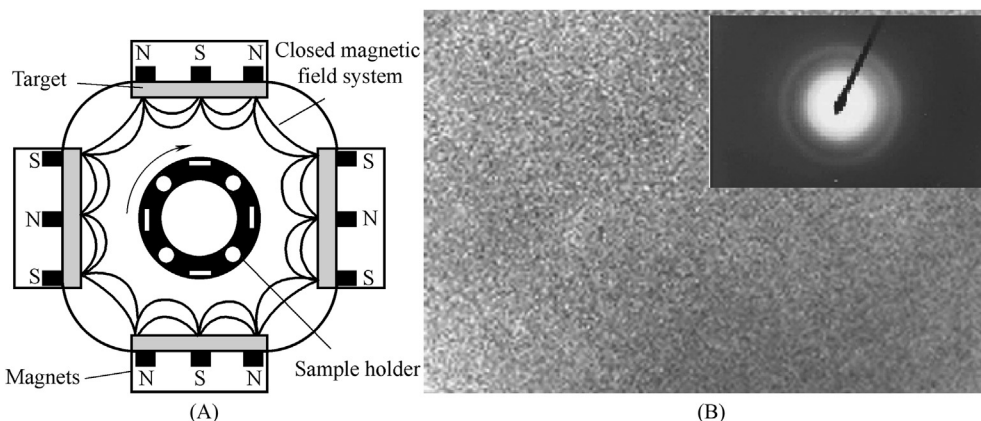 N S N
Closed magnetic
field system
Target
S
N
S
S
N
S
Magnets
N S N
Sample holder
(A)
(B)